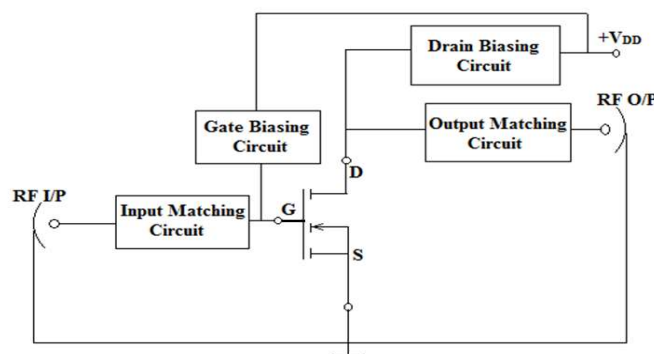 Drain Biasing
Circuit
+VDD
RF O/P
Gate Biasing
Circuit
Output Matching
Circuit
D
RF I/P
Input Matching
Circuit
G
S